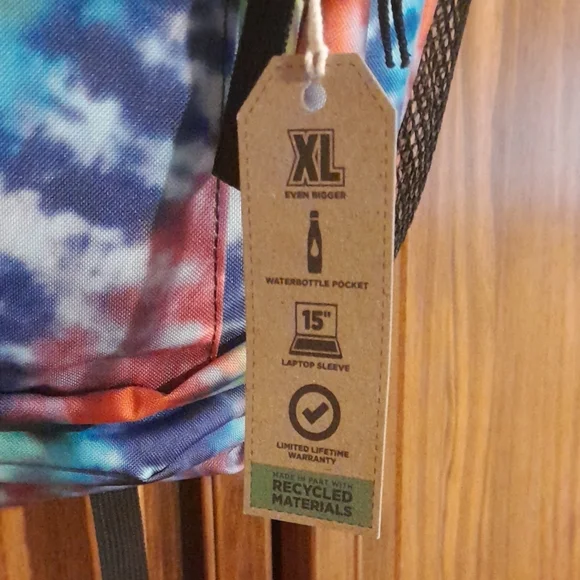 XL
EVEN BIGGER
WATERBOTTLE POCKET
15"
LAPTOP SLEEVE
LIMITED LIFETIME
WARRANTY
MADE IN PART WITH
RECYCLED
MATERIALS